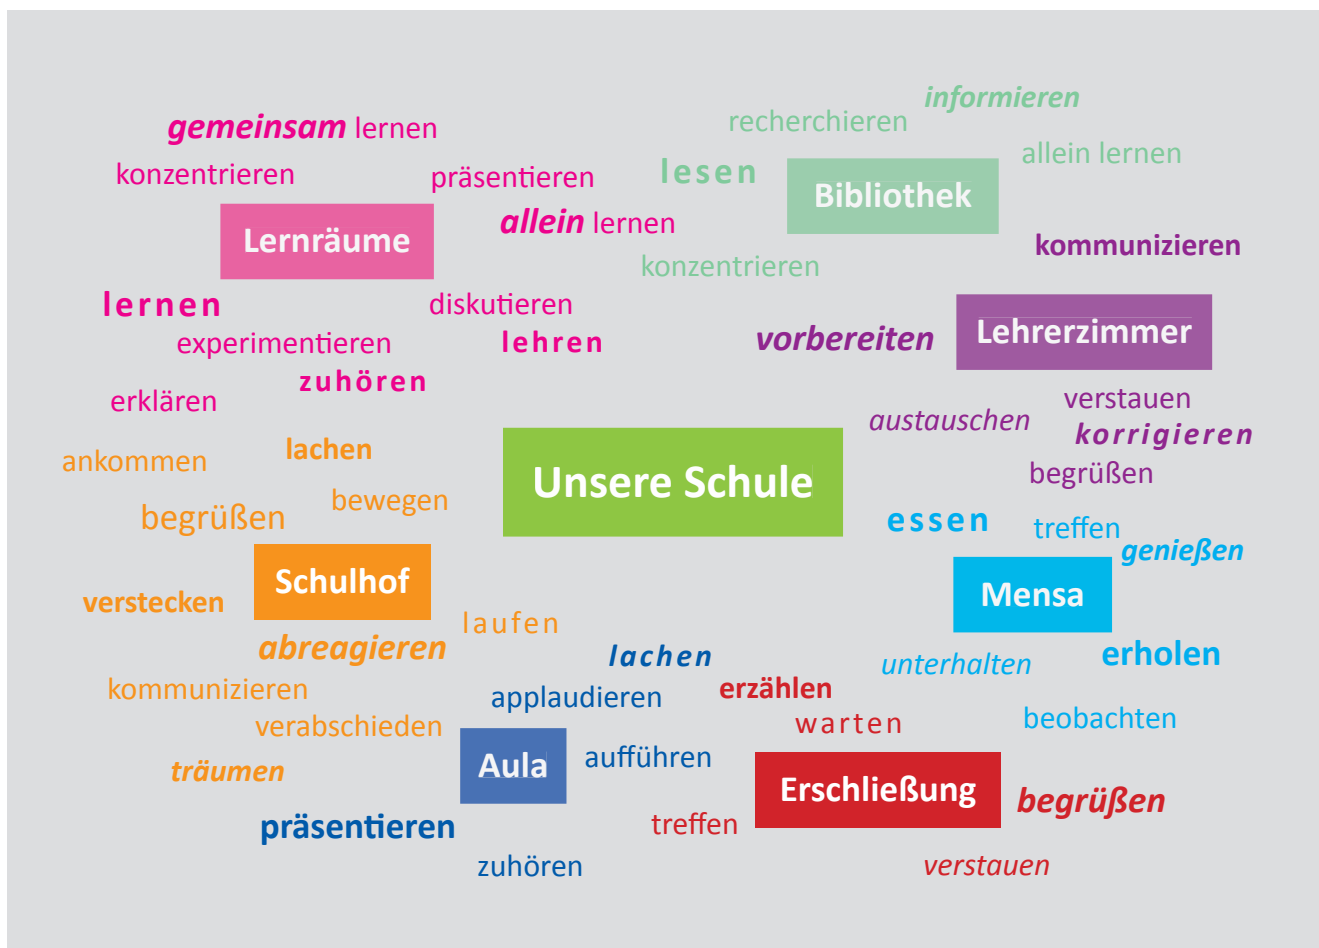 informieren
recherchieren
gemeinsam lernen
allein lernen
konzentrieren
präsentieren
lesen
Bibliothek
allein lernen
Lernräume
kommunizieren
konzentrieren
lernen
diskutieren
experimentieren
lehren
vorbereiten
Lehrerzimmer
zuhören
erklären
verstauen
austauschen
korrigieren
ankommen
lachen
begrüßen
Unsere Schule
bewegen
begrüßen
essen
treffen
genießen
Schulhof
Mensa
verstecken
laufen
abreagieren
lachen
unterhalten
erholen
kommunizieren
applaudieren
erzählen
verabschieden
warten
beobachten
träumen
Aula
aufführen
Erschließung
begrüßen
präsentieren
treffen
zuhören
verstauen